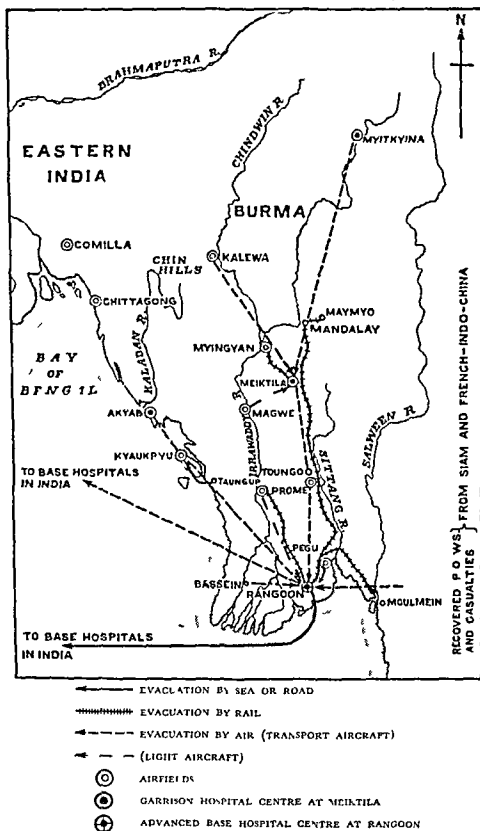 N
BRAHMAPUTRA R.
EASTERN
INDIA
CHINDWIN R
MYITKYINA
BURMA
COMILLA
CHIN
HILLS
KALEWA
CHITTAGONG
KALADAN R.
MAYMYO
MANDALAY
MYINGYAN
BAY
OF
BENGAL
MEIKTILA
IRRAWADDY R
MAGWE
AKYAB
SALWEEN R
KYAUKPYU
TOUNGOO
SITTANG R.
TO BASE HOSPITALS
IN INDIA
TAUNGUP
PROME
PEGU
BASSEIN
RANGOON
MOULMEIN
TO BASE HOSPITALS
IN INDIA
RECOVERED P O WS.
AND CASUALTIES
FROM SIAM AND FRENCH-INDO-CHINA
EVACUATION BY SEA OR ROAD
EVACUATION BY RAIL
EVACUATION BY AIR (TRANSPORT AIRCRAFT)
(LIGHT AIRCRAFT)
AIRFIELDS
GARRISON HOSPITAL CENTRE AT MEIKTILA
ADVANCED BASE HOSPITAL CENTRE AT RANGOON